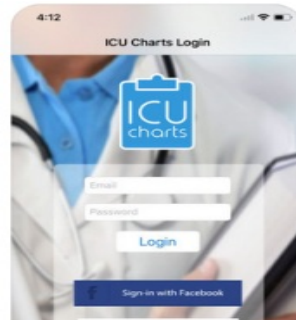 4:12
ICU Charts Login
ICU
charts
Email
Password
Login
f Sign-in with Facebook